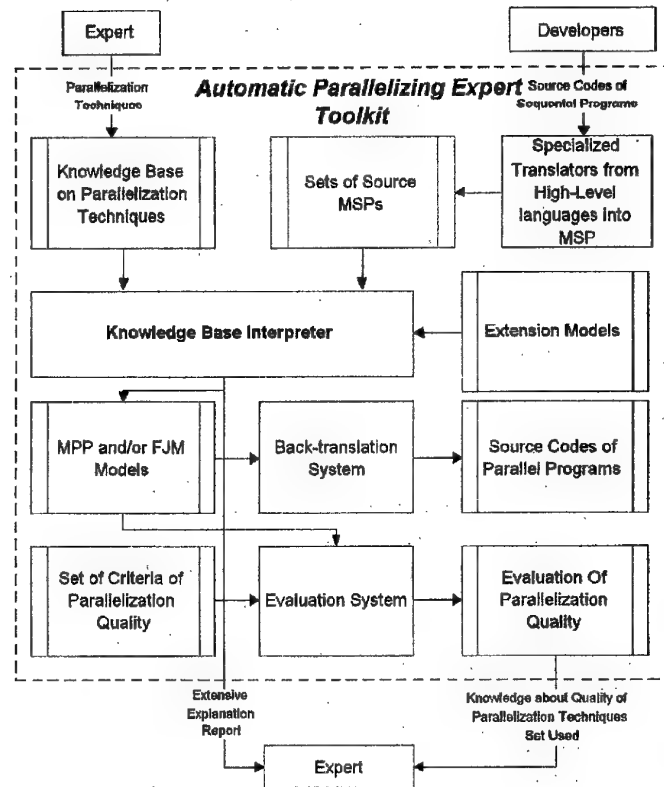 Expert
Developers
Parallelization
Techniques
Automatic Parallelizing Expert
Toolkit
Source Codes of
Sequential Programs
Knowledge Base
on Parallelization
Techniques
Sets of Source
MSPs
Specialized
Translators from
High-Level
languages into
MSP
Knowledge Base Interpreter
Extension Models
MPP and/or FJM
Models
Back-translation
System
Source Codes of
Parallel Programs
Set of Criteria of
Parallelization
Quality
Evaluation System
Evaluation Of
Parallelization
Quality
Extensive
Explanation
Report
Knowledge about Quality of
Parallelization Techniques
Set Used
Expert